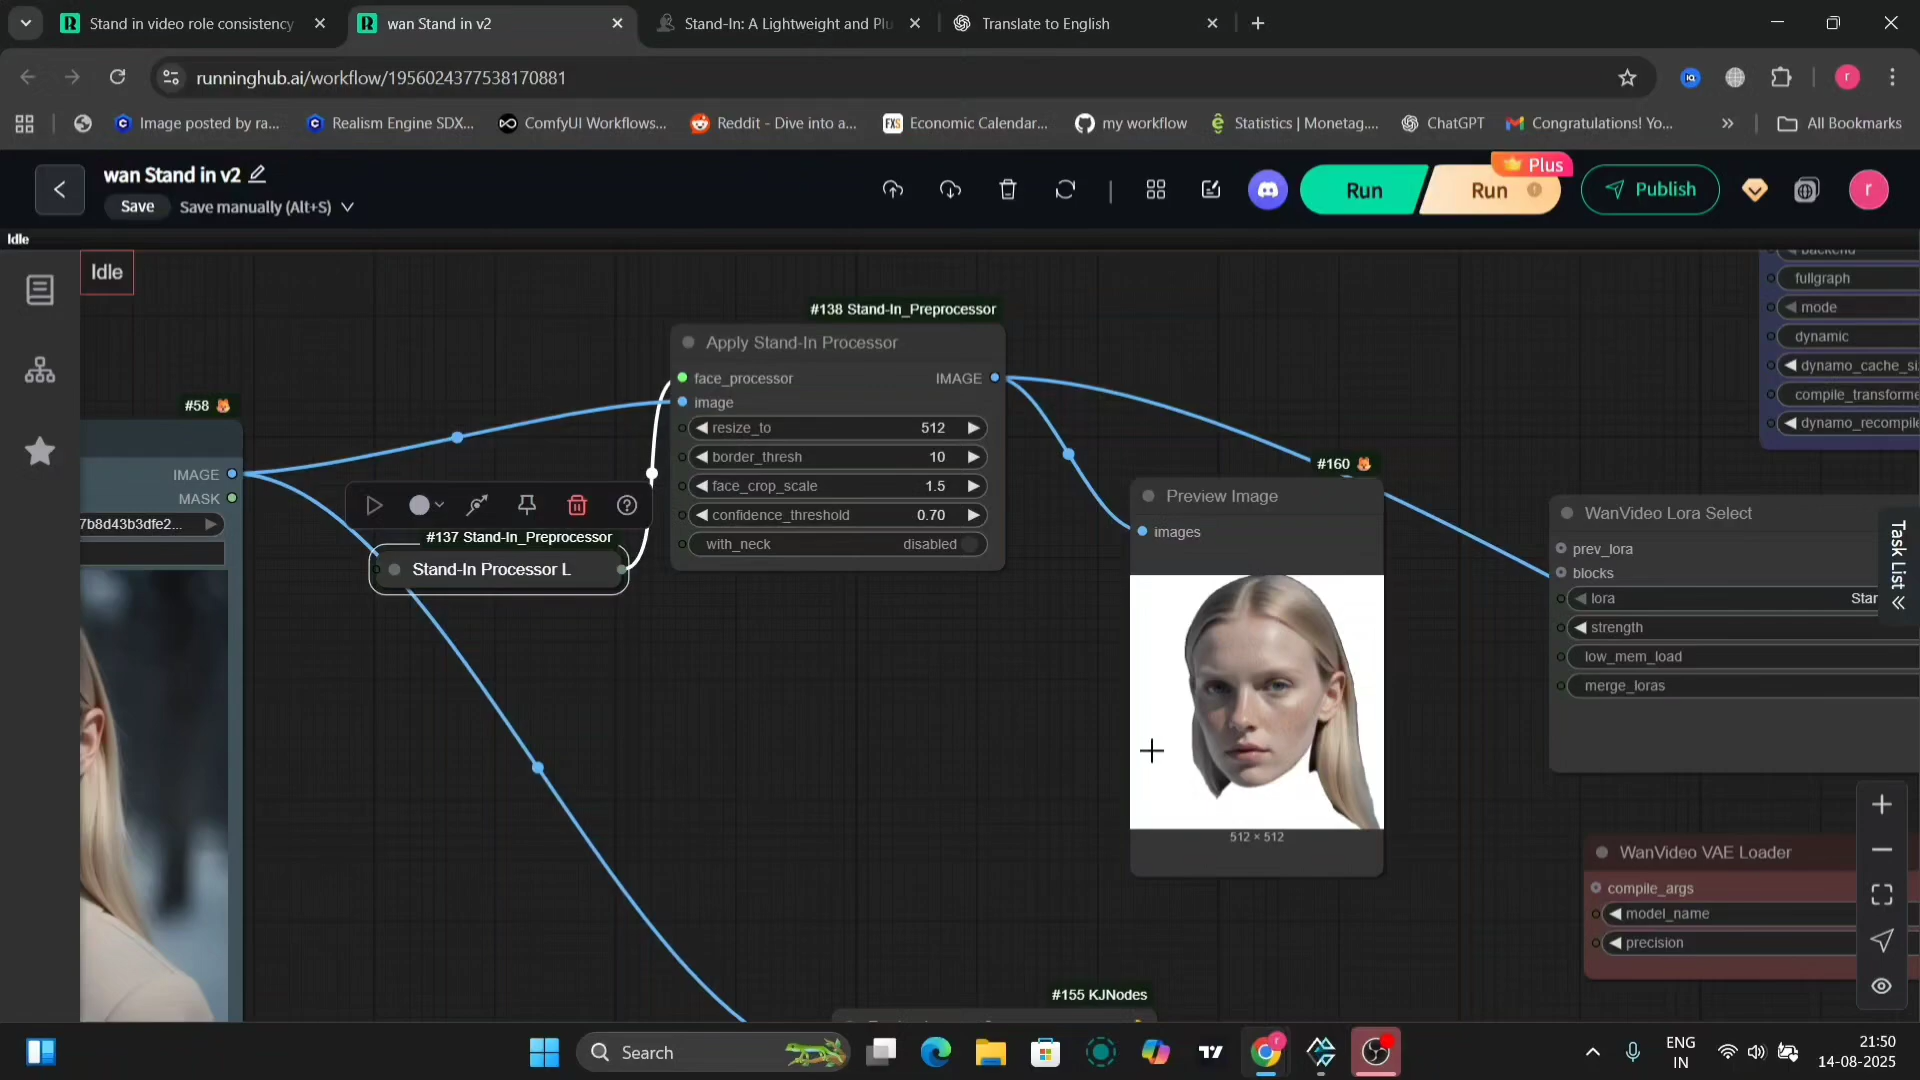 Stand in video role consistency
wan Stand in v2
Stand-In: A Lightweight and Plu
Translate to English
runninghub.ai/workflow/1956024377538170881
Image posted by ra...
Realism Engine SDX...
ComfyUI Workflows...
Reddit - Dive into a...
FXS
Economic Calendar...
my workflow
Statistics | Monetag....
ChatGPT
Congratulations! Yo...
All Bookmarks
wan Stand in v2
Save
Save manually (Alt+S)
Run
Run
Plus
Publish
r
Idle
Idle
#138 Stand-In_Preprocessor
Apply Stand-In Processor
face_processor
IMAGE
image
resize_to
512
border_thresh
10
face_crop_scale
1.5
confidence_threshold
0.70
with_neck
disabled
#58
IMAGE
MASK
7b8d43b3dfe2...
#137 Stand-In_Preprocessor
Stand-In Processor L
#160
Preview Image
images
512 × 512
backend
fullgraph
mode
dynamic
dynamo_cache_si
compile_transforme
dynamo_recompile
WanVideo Lora Select
prev_lora
blocks
lora
Star
strength
low_mem_load
merge_loras
Task List
WanVideo VAE Loader
compile_args
model_name
precision
#155 KJNodes
Search
ENG
IN
21:50
14-08-2025